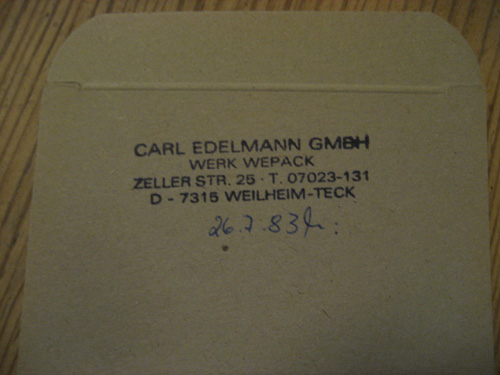 CARL EDELMANN GMBH
WERK WEPACK
ZELLER STR. 25 · T. 07023-131
D - 7315 WEILHEIM-TECK
26.7.83